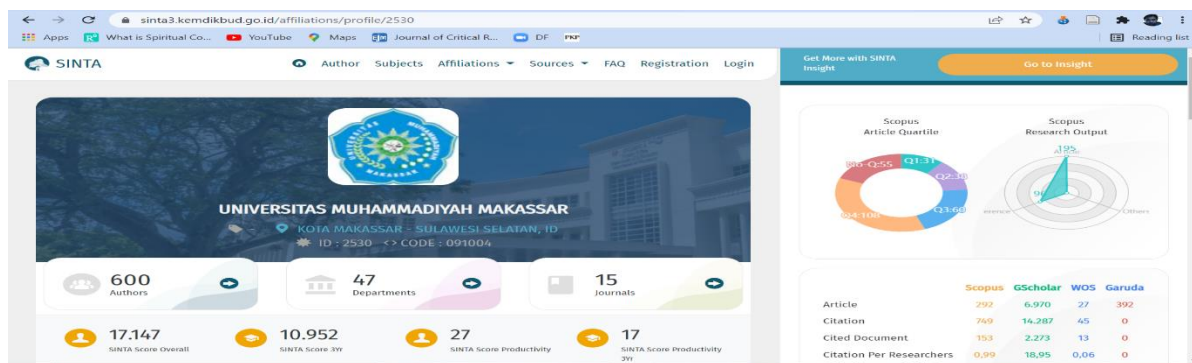 sinta3.kemdikbud.go.id/affiliations/profile/2530
Apps What is Spiritual Co... YouTube Maps Journal of Critical R... DF PKP Reading list
SINTA Author Subjects Affiliations Sources FAQ Registration Login
Get More with SINTA
Insight
Go to Insight
UNIVERSITAS MUHAMMADIYAH MAKASSAR
KOTA MAKASSAR - SULAWESI SELATAN, ID
ID : 2530 <> CODE : 091004
600
Authors
47
Departments
15
Journals
17.147
SINTA Score Overall
10.952
SINTA Score 3Yr
27
SINTA Score Productivity
17
SINTA Score Productivity
3Yr
Scopus
Article Quartile
Q1:31
Q3:60
Q4:108
Scopus
Research Output
195
Others
Scopus GScholar WOS Garuda
Article 292 6.970 27 392
Citation 749 14.287 45 0
Cited Document 153 2.273 13 0
Citation Per Researchers 0,99 18,95 0,06